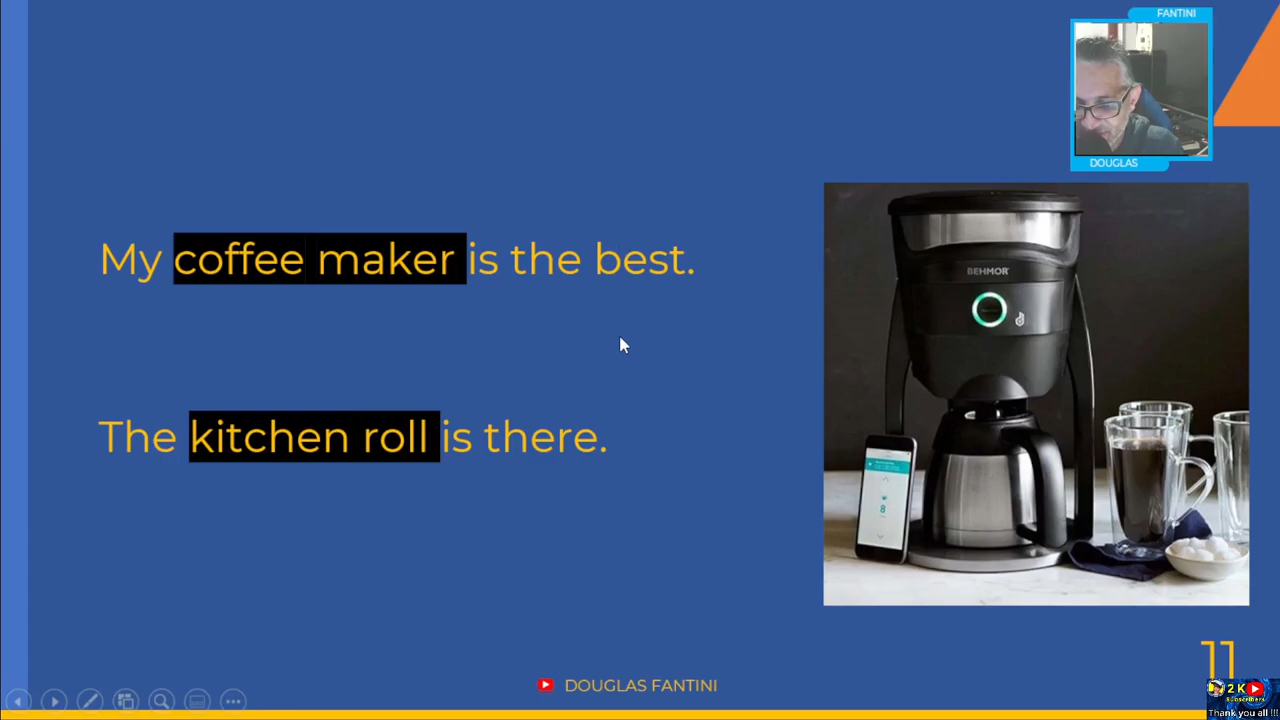 FANTINI
DOUGLAS
My coffee maker is the best.
BEHMOR
The kitchen roll is there.
8
11
DOUGLAS FANTINI
2K
Subscribers
Thank you all !!!